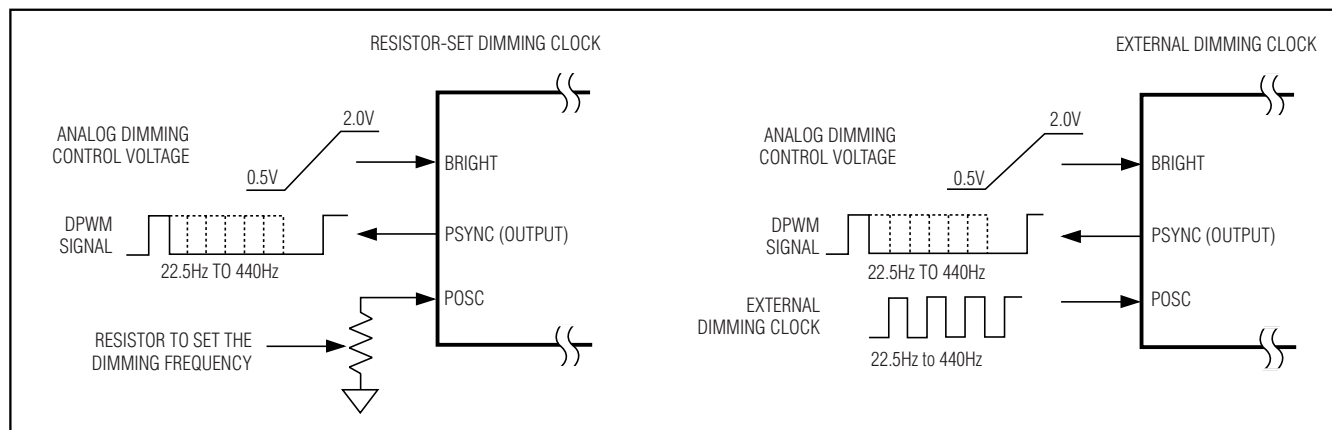 RESISTOR-SET DIMMING CLOCK
ANALOG DIMMING
CONTROL VOLTAGE
2.0V
0.5V
BRIGHT
DPWM
SIGNAL
22.5Hz TO 440Hz
PSYNC (OUTPUT)
POSC
RESISTOR TO SET THE
DIMMING FREQUENCY
EXTERNAL DIMMING CLOCK
ANALOG DIMMING
CONTROL VOLTAGE
2.0V
0.5V
BRIGHT
DPWM
SIGNAL
22.5Hz TO 440Hz
PSYNC (OUTPUT)
EXTERNAL
DIMMING CLOCK
22.5Hz to 440Hz
POSC